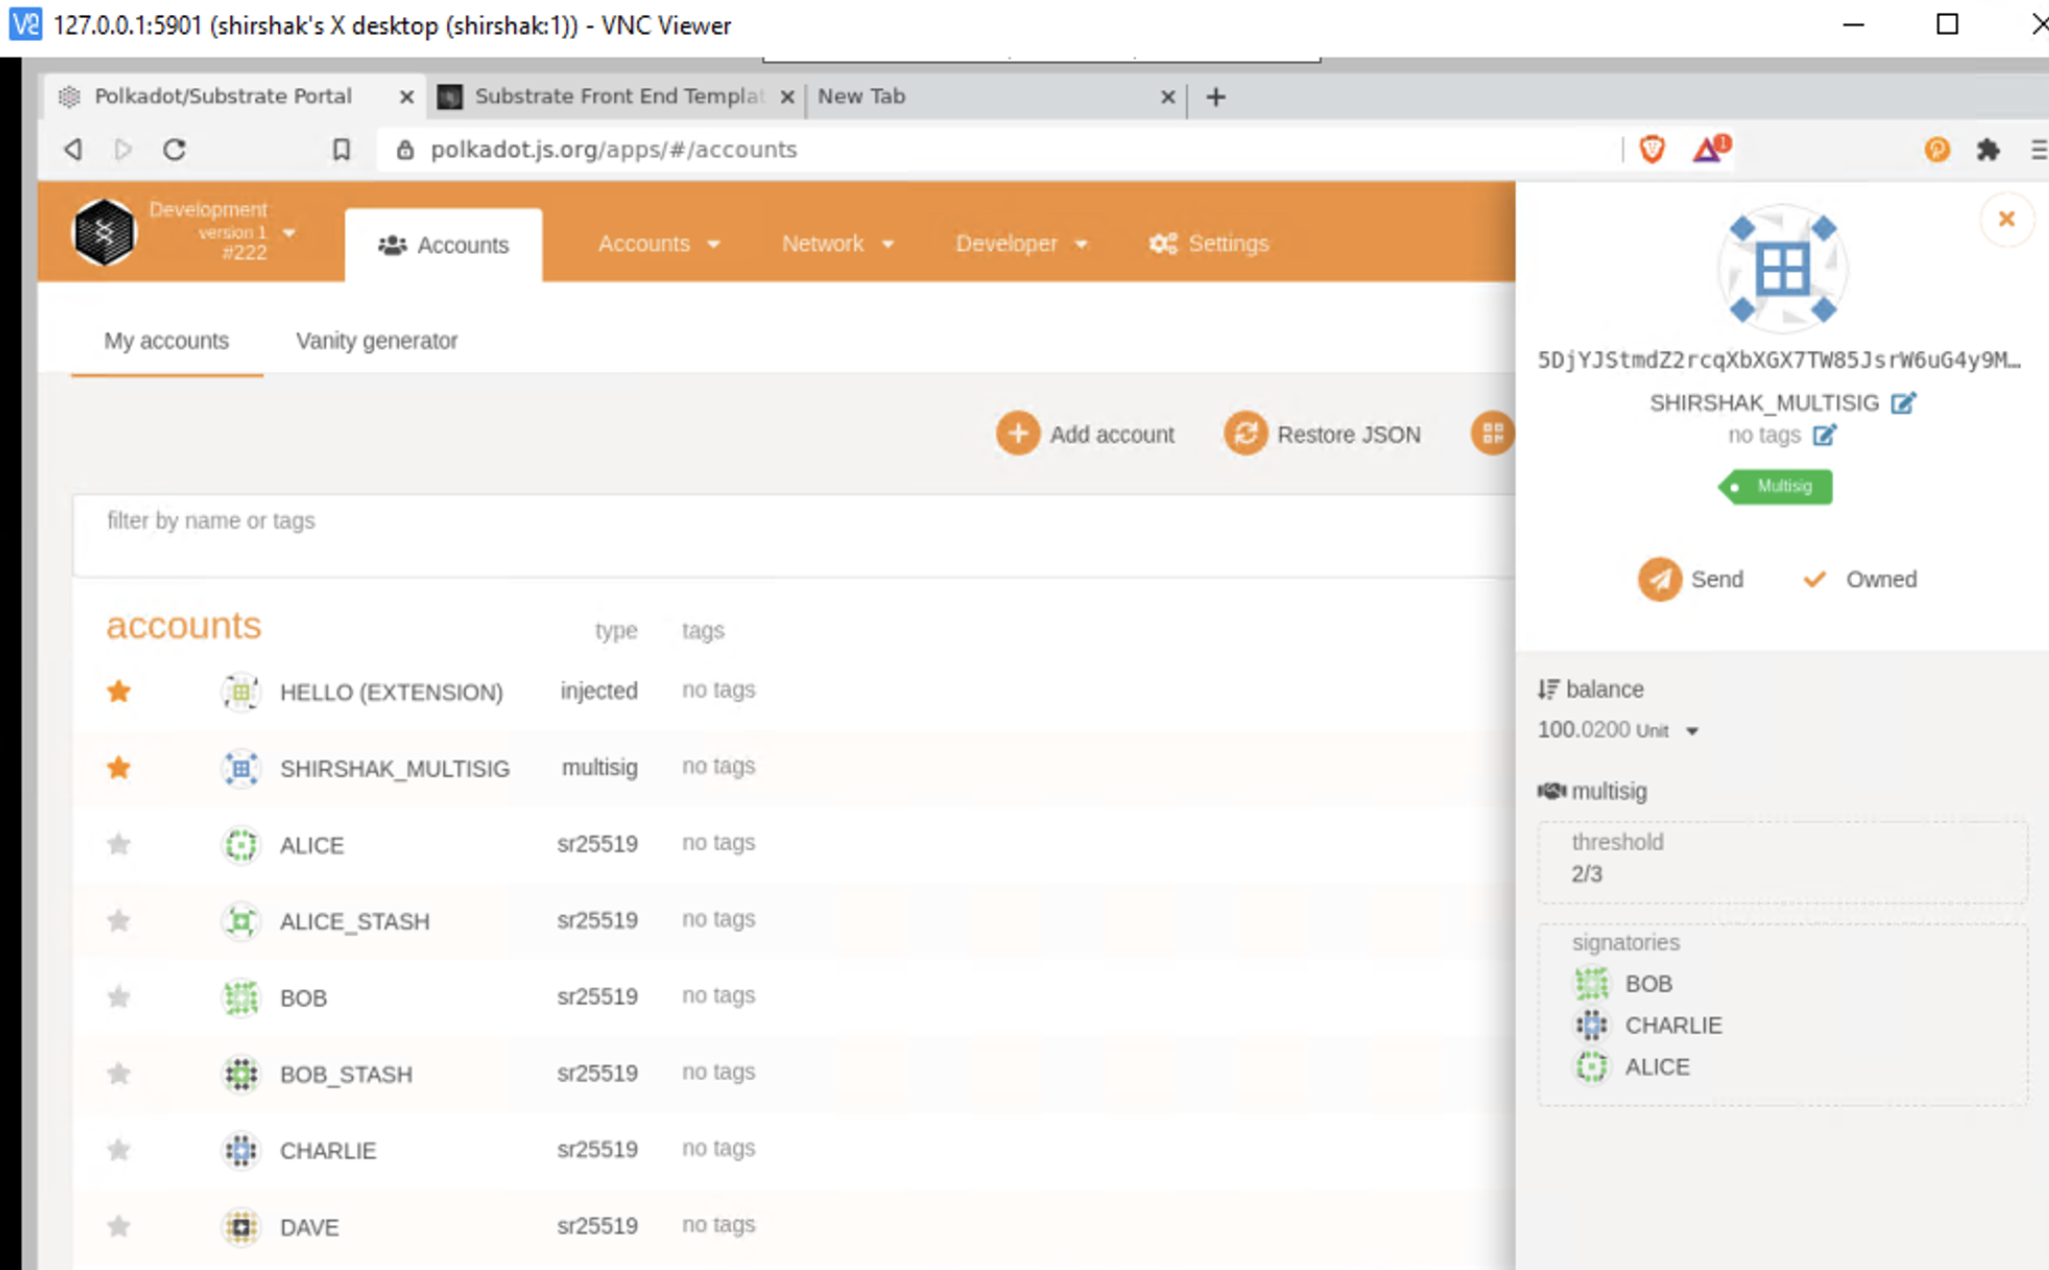 127.0.0.1:5901 (shirshak's X desktop (shirshak:1)) - VNC Viewer
Polkadot/Substrate Portal
Substrate Front End Templat
New Tab
polkadot.js.org/apps/#/accounts
1
Development
version 1
#222
Accounts
Accounts
Network
Developer
Settings
My accounts
Vanity generator
Add account
Restore JSON
filter by name or tags
accounts
type
tags
HELLO (EXTENSION) injected no tags
SHIRSHAK_MULTISIG multisig no tags
ALICE sr25519 no tags
ALICE_STASH sr25519 no tags
BOB sr25519 no tags
BOB_STASH sr25519 no tags
CHARLIE sr25519 no tags
DAVE sr25519 no tags
5DjYJStmdZ2rcqXbXGX7TW85JsrW6uG4y9M…
SHIRSHAK_MULTISIG
no tags
Multisig
Send
Owned
balance
100.0200 Unit
multisig
threshold
2/3
signatories
BOB
CHARLIE
ALICE